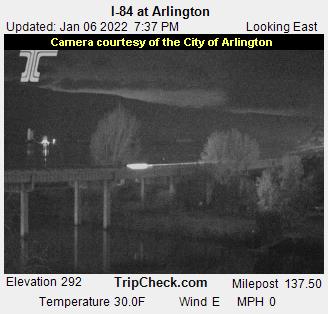 I-84 at Arlington
Updated: Jan 06 2022 7:37 PM Looking East
Camera courtesy of the City of Arlington
Elevation 292 TripCheck.com Milepost 137.50
Temperature 30.0F Wind E MPH 0